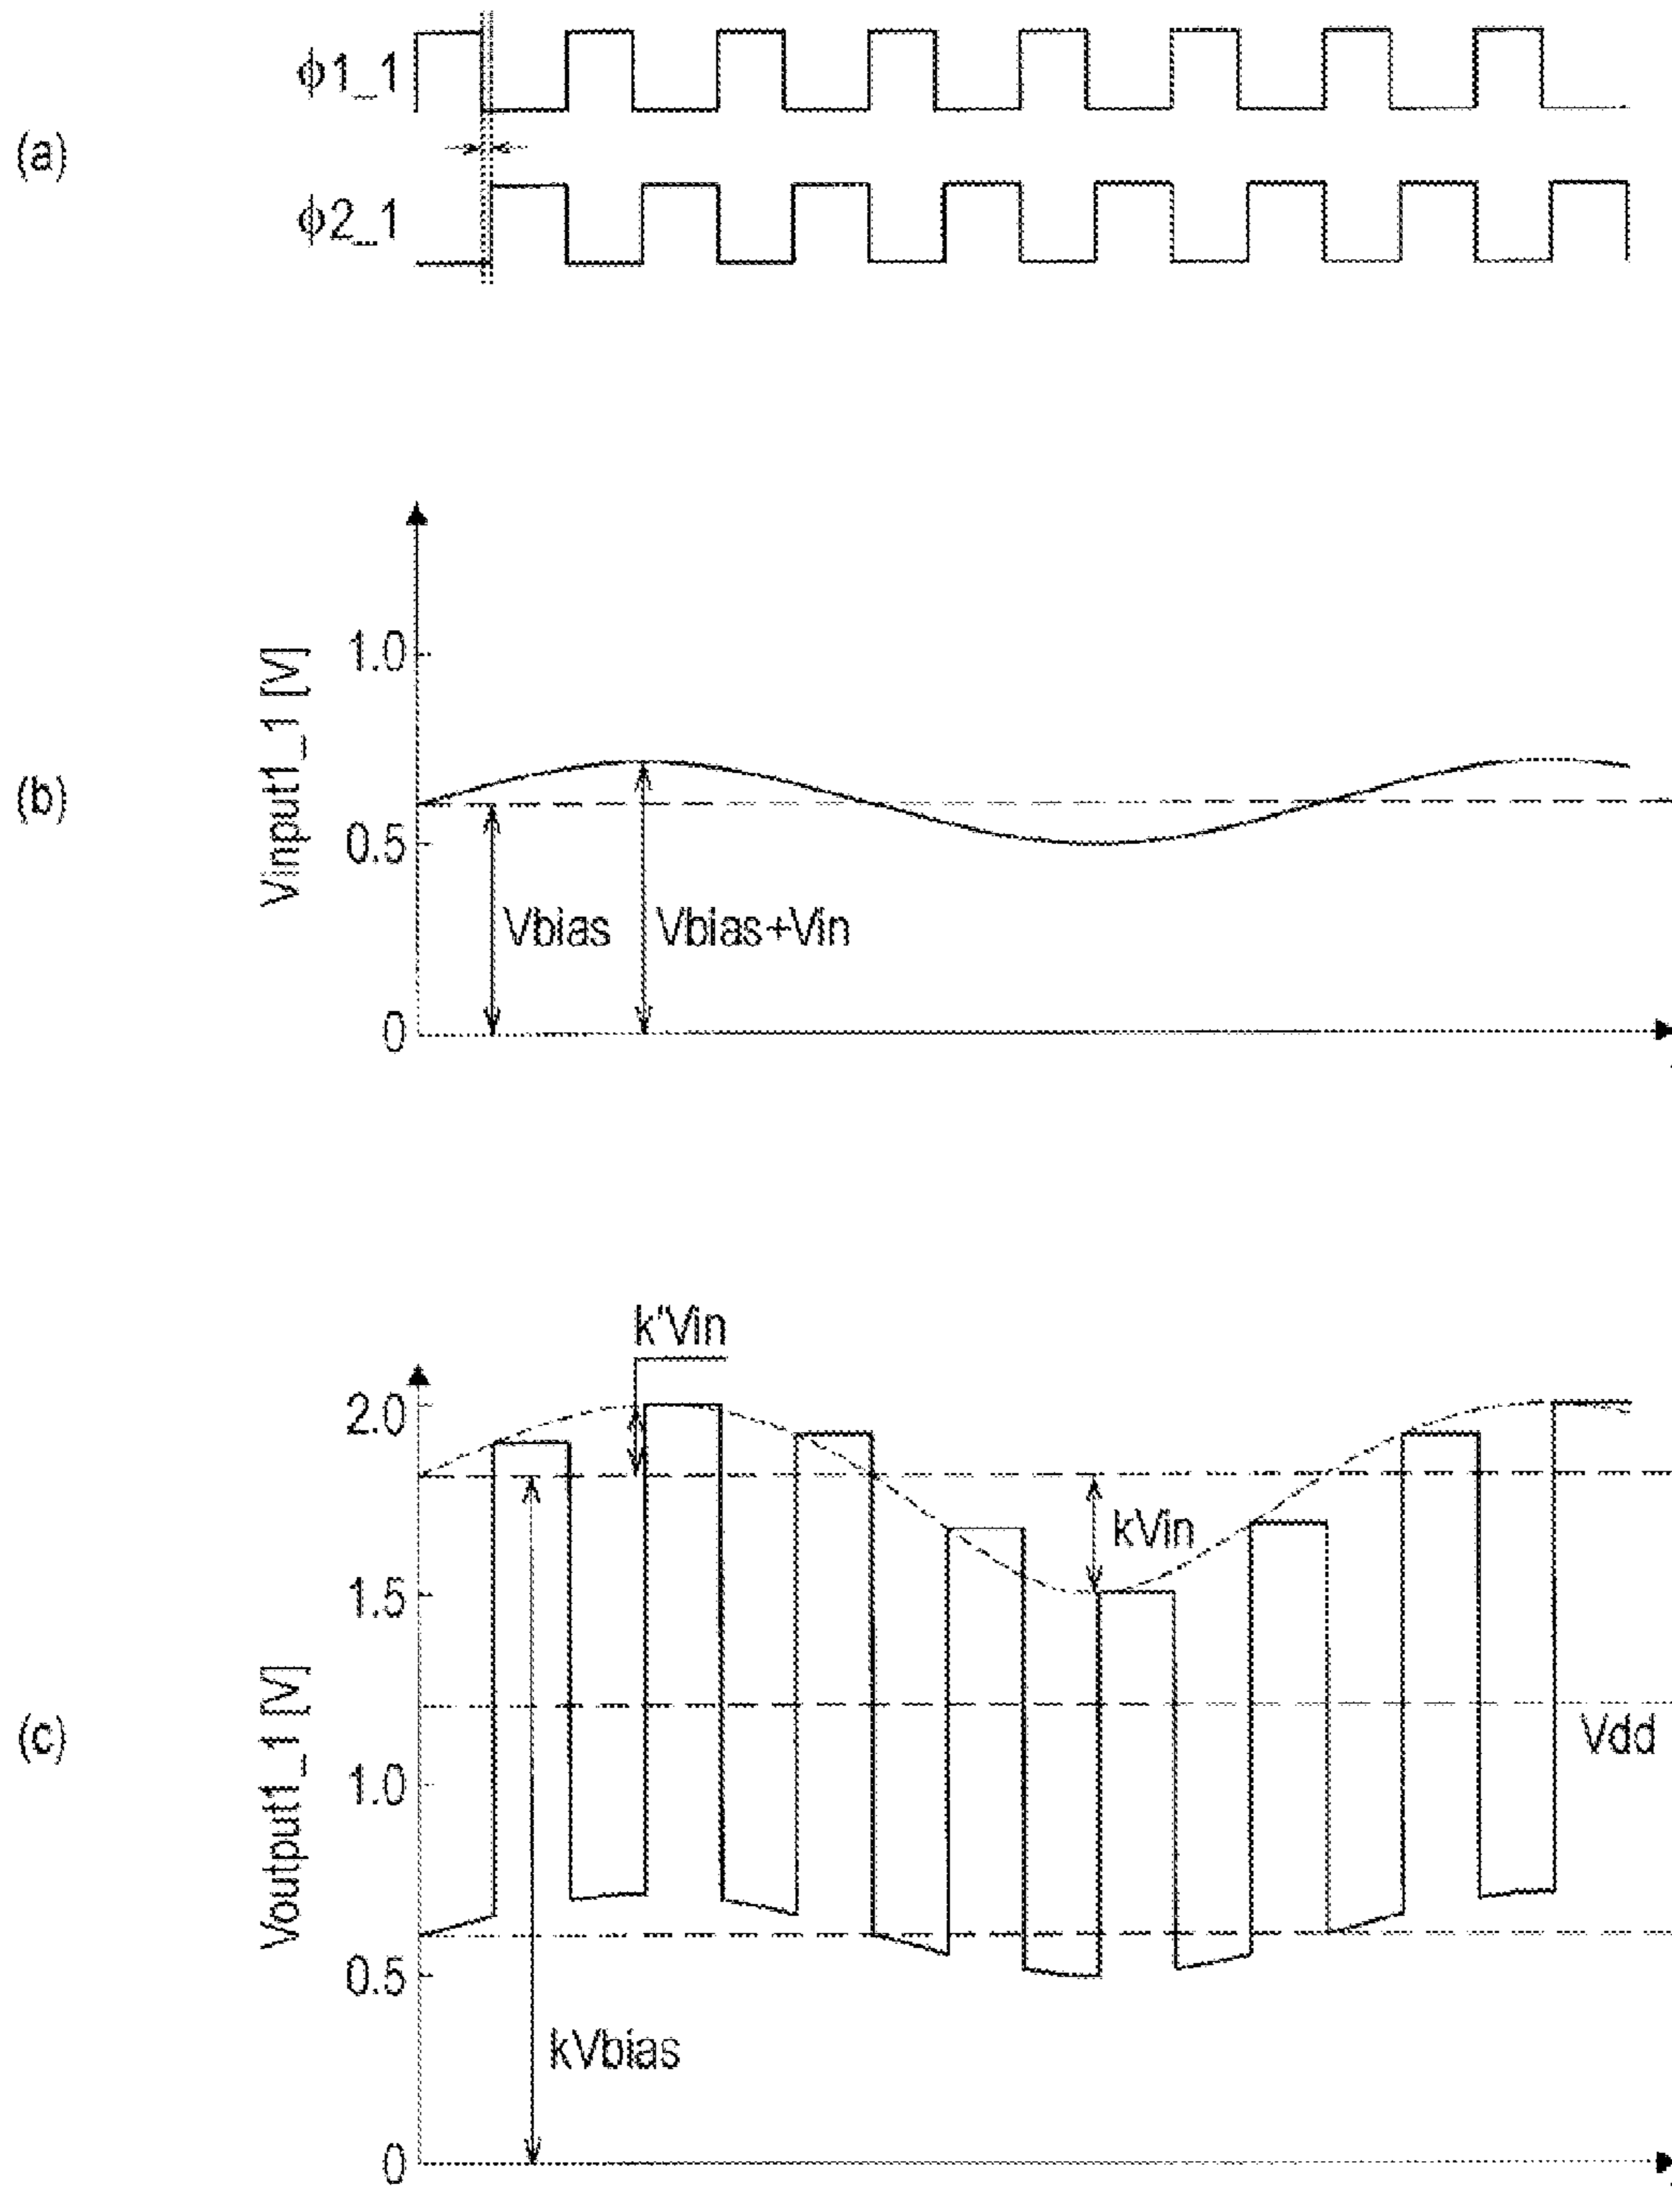 (a)
ϕ1_1
ϕ2_1
(b)
Vinput1_1 [V]
1.0
0.5
0
Vbias
Vbias+Vin
(c)
Voutput1_1 [V]
k'Vin
2.0
1.5
1.0
0.5
0
kVin
Vdd
kVbias